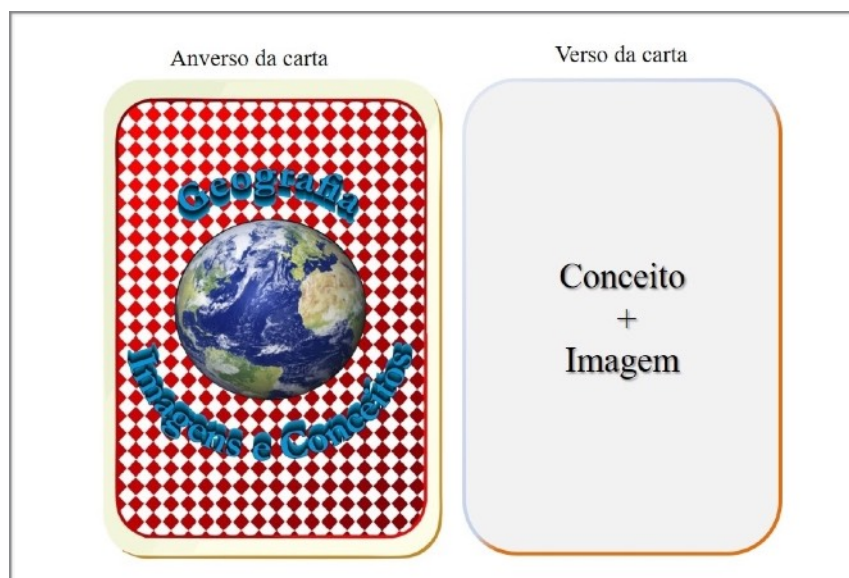 Anverso da carta
Geografia
Imagens e Conceitos
Verso da carta
Conceito
+
Imagem